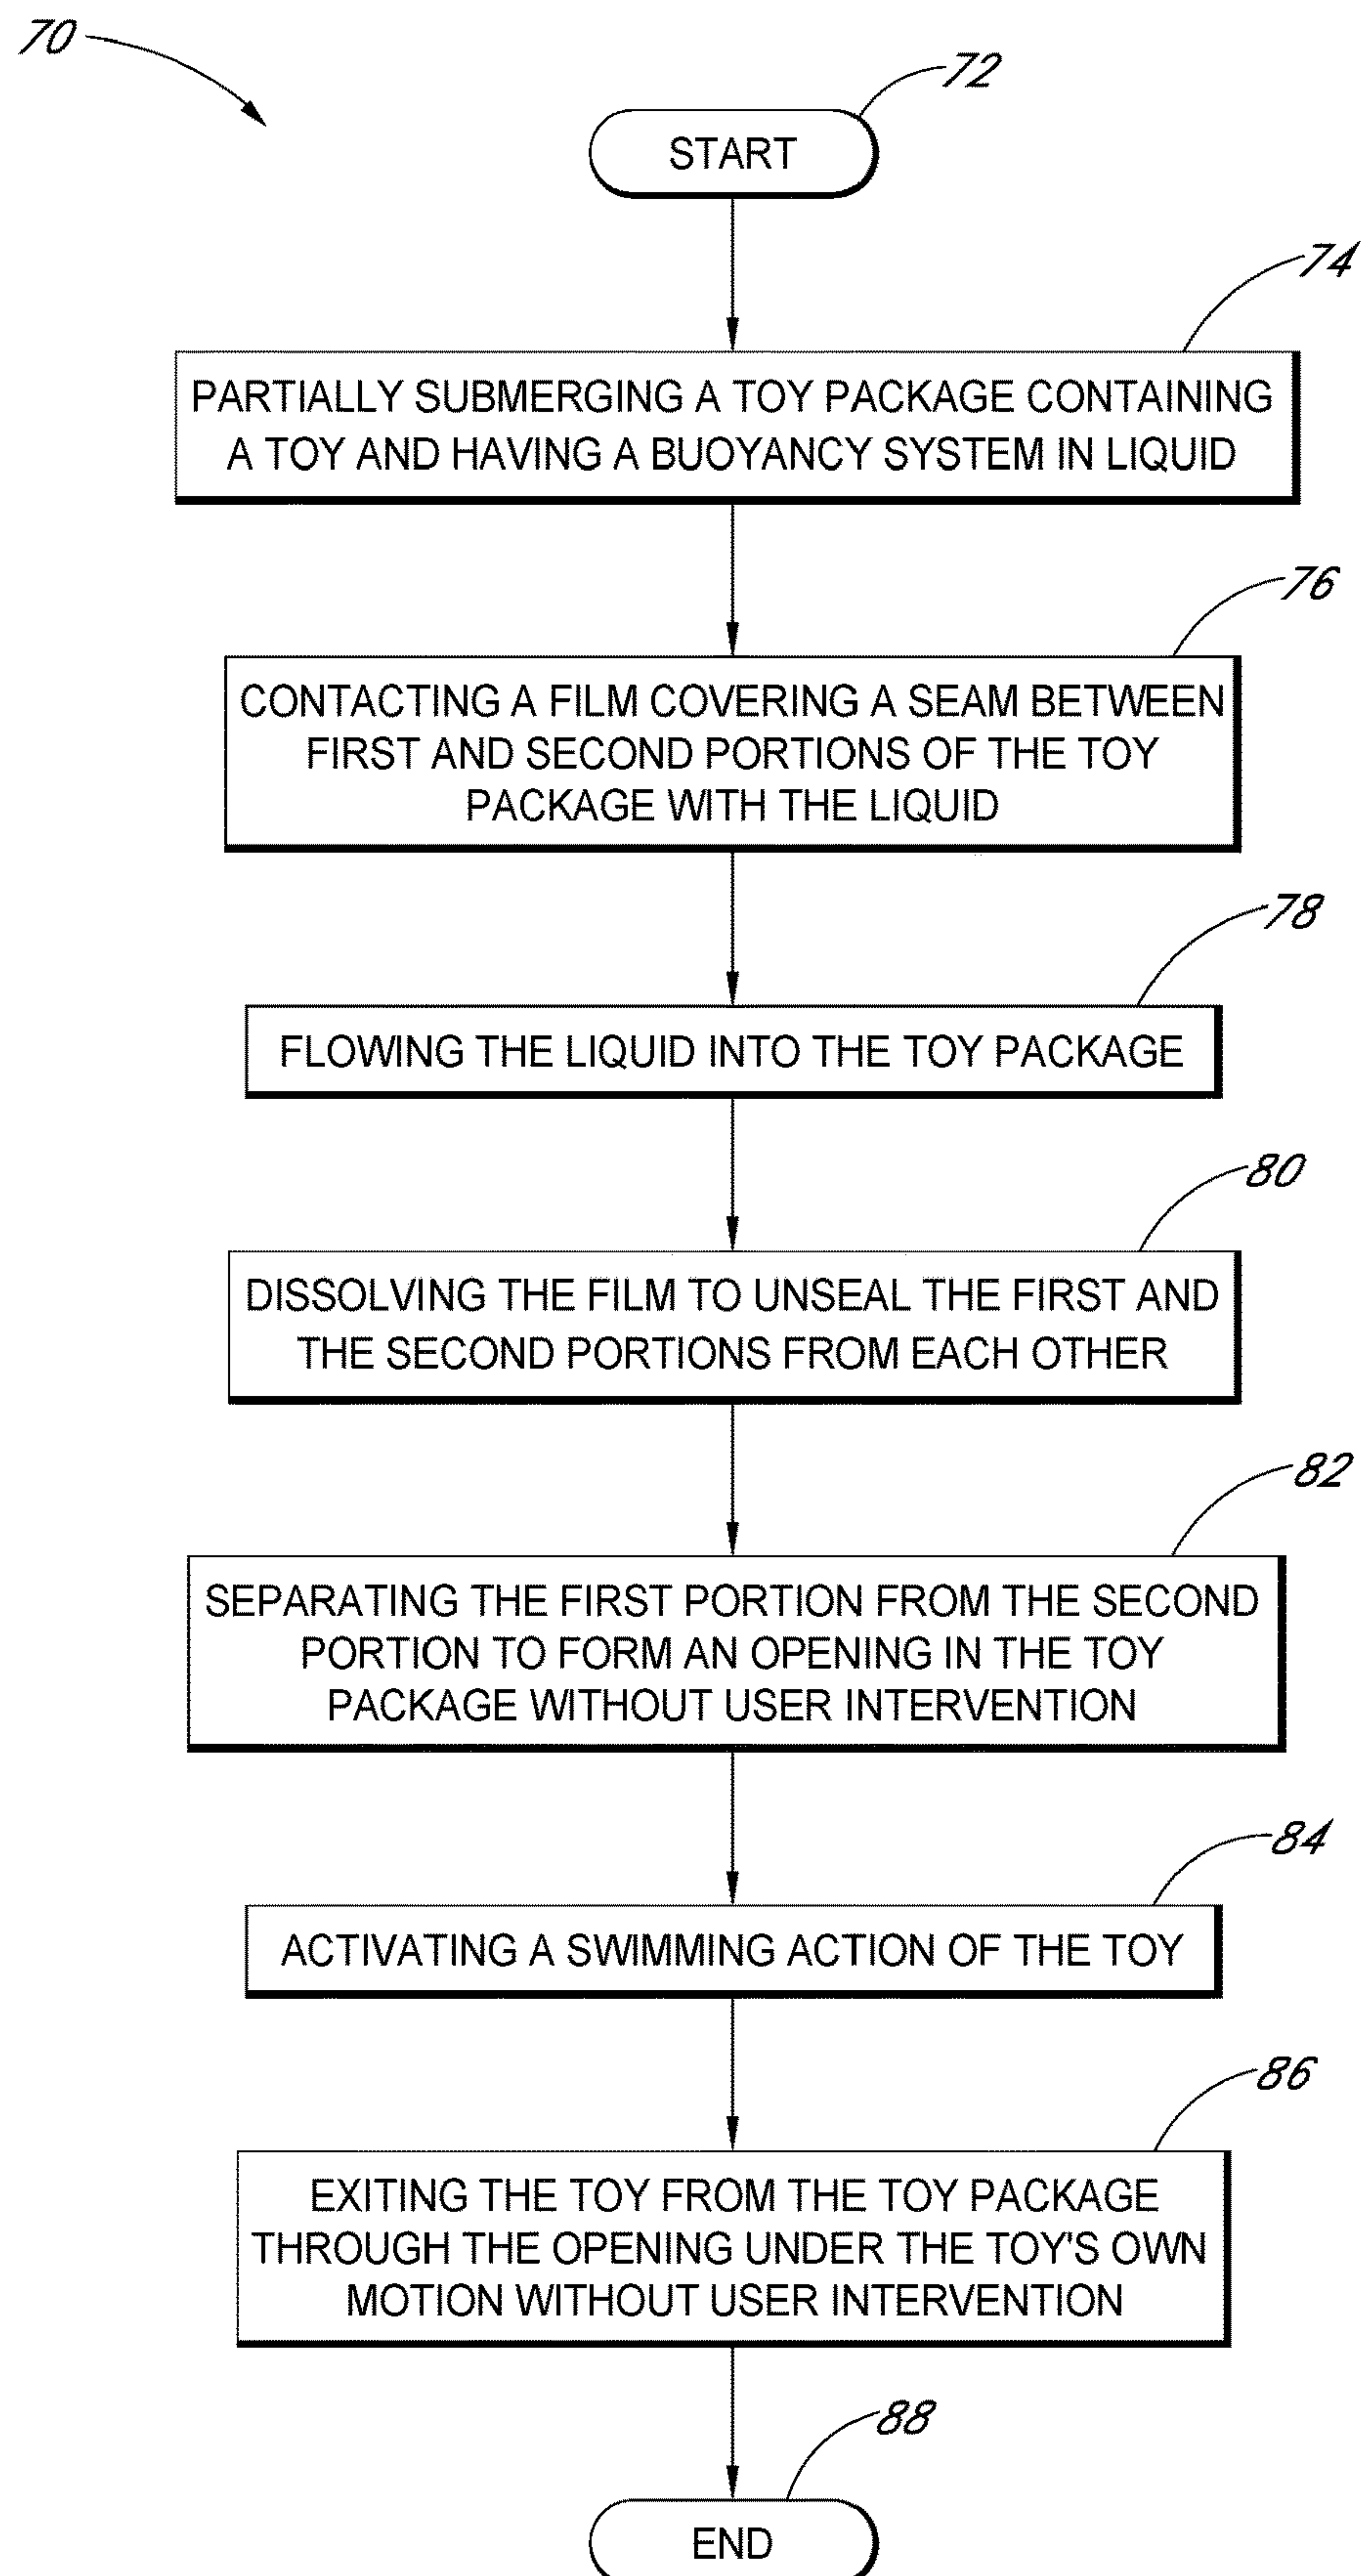 70
72
START
74
PARTIALLY SUBMERGING A TOY PACKAGE CONTAINING
A TOY AND HAVING A BUOYANCY SYSTEM IN LIQUID
76
CONTACTING A FILM COVERING A SEAM BETWEEN
FIRST AND SECOND PORTIONS OF THE TOY
PACKAGE WITH THE LIQUID
78
FLOWING THE LIQUID INTO THE TOY PACKAGE
80
DISSOLVING THE FILM TO UNSEAL THE FIRST AND
THE SECOND PORTIONS FROM EACH OTHER
82
SEPARATING THE FIRST PORTION FROM THE SECOND
PORTION TO FORM AN OPENING IN THE TOY
PACKAGE WITHOUT USER INTERVENTION
84
ACTIVATING A SWIMMING ACTION OF THE TOY
86
EXITING THE TOY FROM THE TOY PACKAGE
THROUGH THE OPENING UNDER THE TOY'S OWN
MOTION WITHOUT USER INTERVENTION
88
END